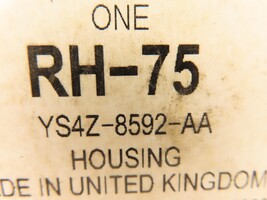 ONE
RH-75
YS4Z-8592-AA
HOUSING
DE IN UNITED KINGDOM